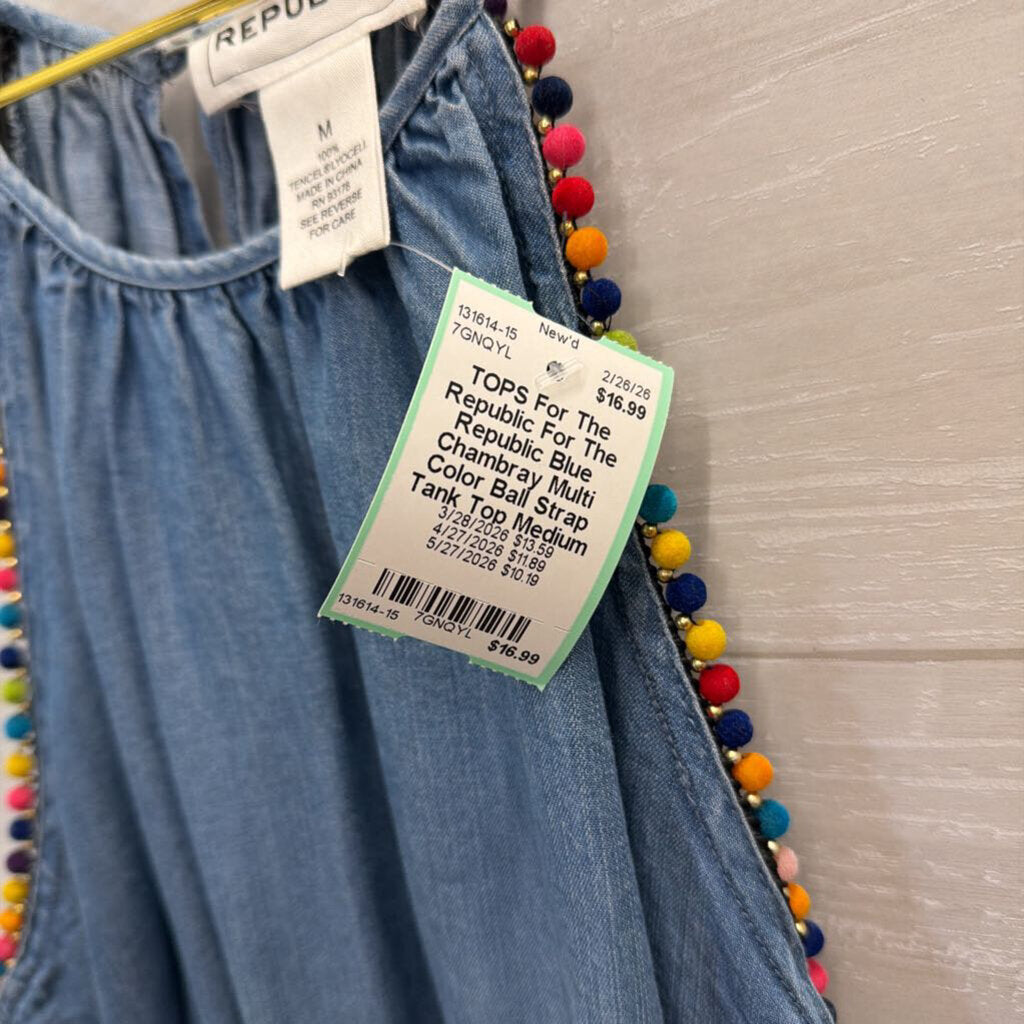 REPU
M
100%
TENCEL®LYOCELL
MADE IN CHINA
RN 93178
SEE REVERSE
FOR CARE
131614-15
New'd
7GNQYL
2/26/26
$16.99
TOPS For The
Republic For The
Republic Blue
Chambray Multi
Color Ball Strap
Tank Top Medium
3/28/2026 $13.59
4/27/2026 $11.89
5/27/2026 $10.19
131614-15 7GNQYL
$16.99